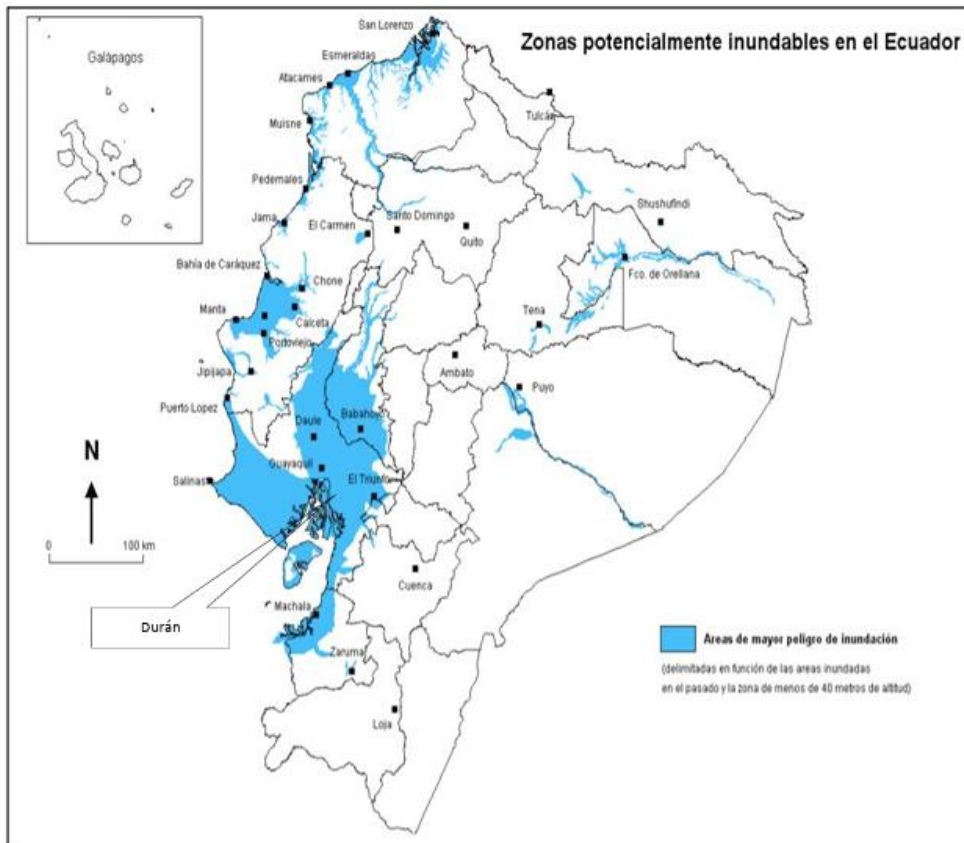 Zonas potencialmente inundables en el Ecuador
Galápagos
San Lorenzo
Esmeraldas
Atacames
Tulcán
Muisne
Pedernales
Shushufindi
Jama
El Carmen
Santo Domingo
Quito
Bahía de Caráquez
Fco. de Orellana
Chone
Manta
Calceta
Tena
Portoviejo
Jipijapa
Ambato
Puyo
Puerto Lopez
Babahoyo
Daule
N
Guayaquil
Salinas
El Triunfo
0 100 km
Cuenca
Machala
Durán
Areas de mayor peligro de inundación
Zaruma
(delimitadas en función de las areas inundadas
en el pasado y la zona de menos de 40 metros de altitud)
Loja